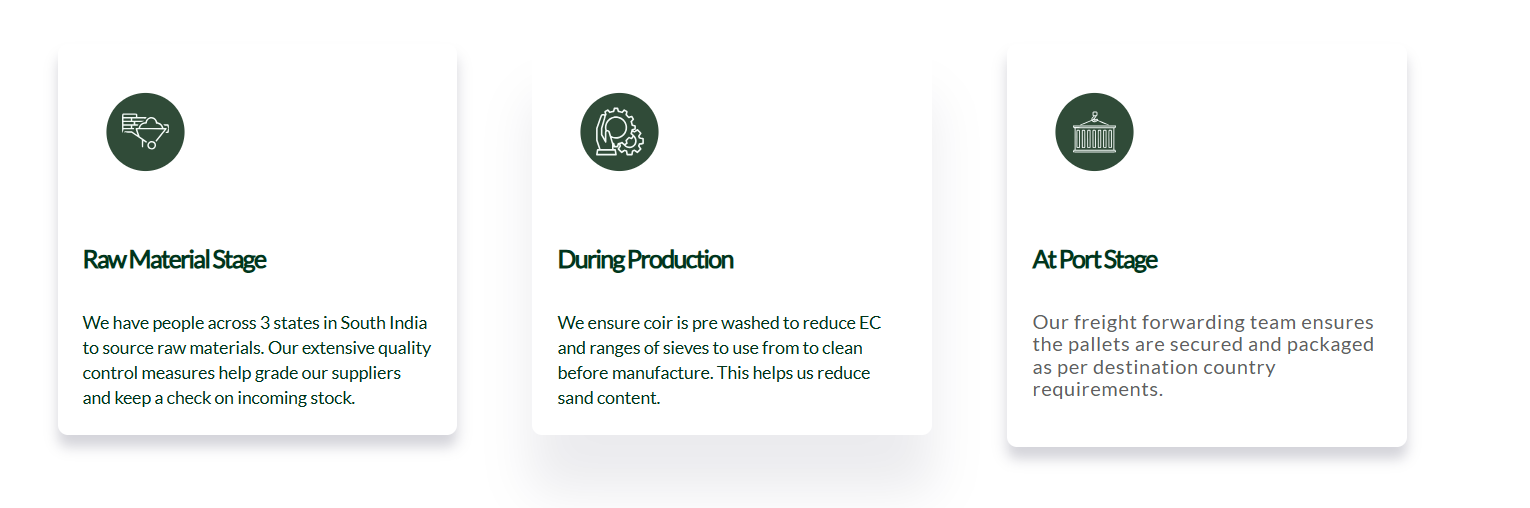 Raw Material Stage
We have people across 3 states in South India
to source raw materials. Our extensive quality
control measures help grade our suppliers
and keep a check on incoming stock.
During Production
We ensure coir is pre washed to reduce EC
and ranges of sieves to use from to clean
before manufacture. This helps us reduce
sand content.
At Port Stage
Our freight forwarding team ensures
the pallets are secured and packaged
as per destination country
requirements.